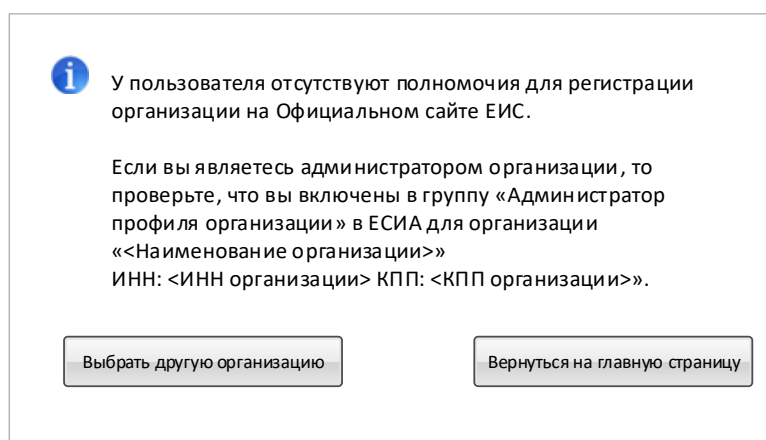 У пользователя отсутствуют полномочия для регистрации
организации на Официальном сайте ЕИС.
Если вы являетесь администратором организации, то
проверьте, что вы включены в группу «Администратор
профиля организации» в ЕСИА для организации
«<Наименование организации>»
ИНН: <ИНН организации> КПП: <КПП организации>».
Выбрать другую организацию
Вернуться на главную страницу